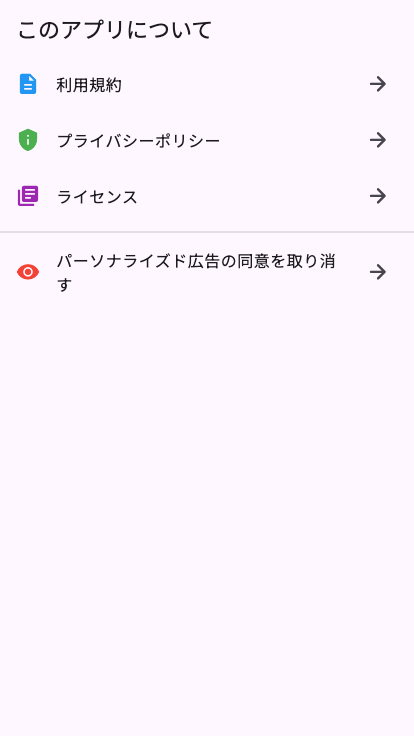 このアプリについて
利用規約
プライバシーポリシー
ライセンス
パーソナライズド広告の同意を取り消
す